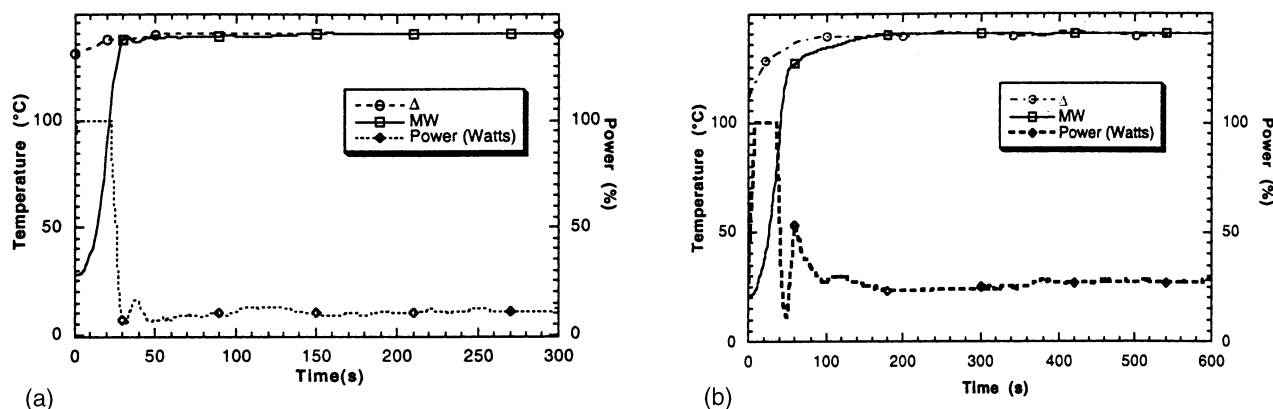 Temperature (°C)
100
50
0
Δ
MW
Power (Watts)
100
50
0
Power (%)
0 50 100 150 200 250 300
Time(s)
(a)
Temperature (°C)
100
50
0
Δ
MW
Power (Watts)
100
50
0
Power (%)
0 100 200 300 400 500 600
Time (s)
(b)